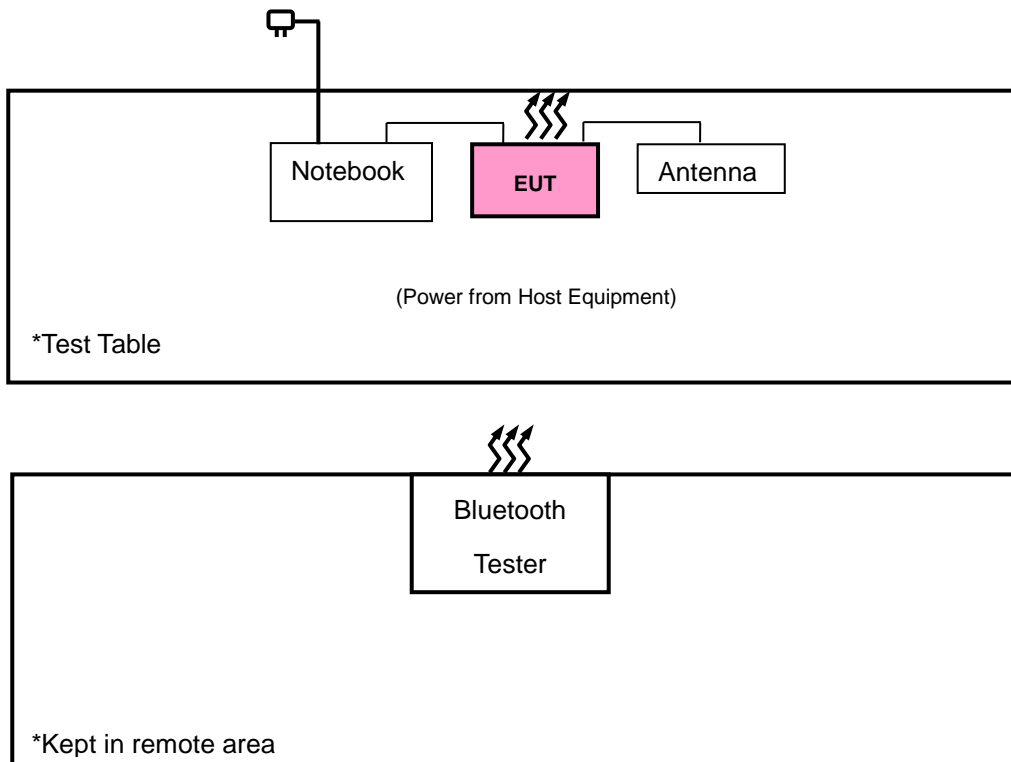 Notebook
EUT
Antenna
(Power from Host Equipment)
*Test Table
Bluetooth
Tester
*Kept in remote area